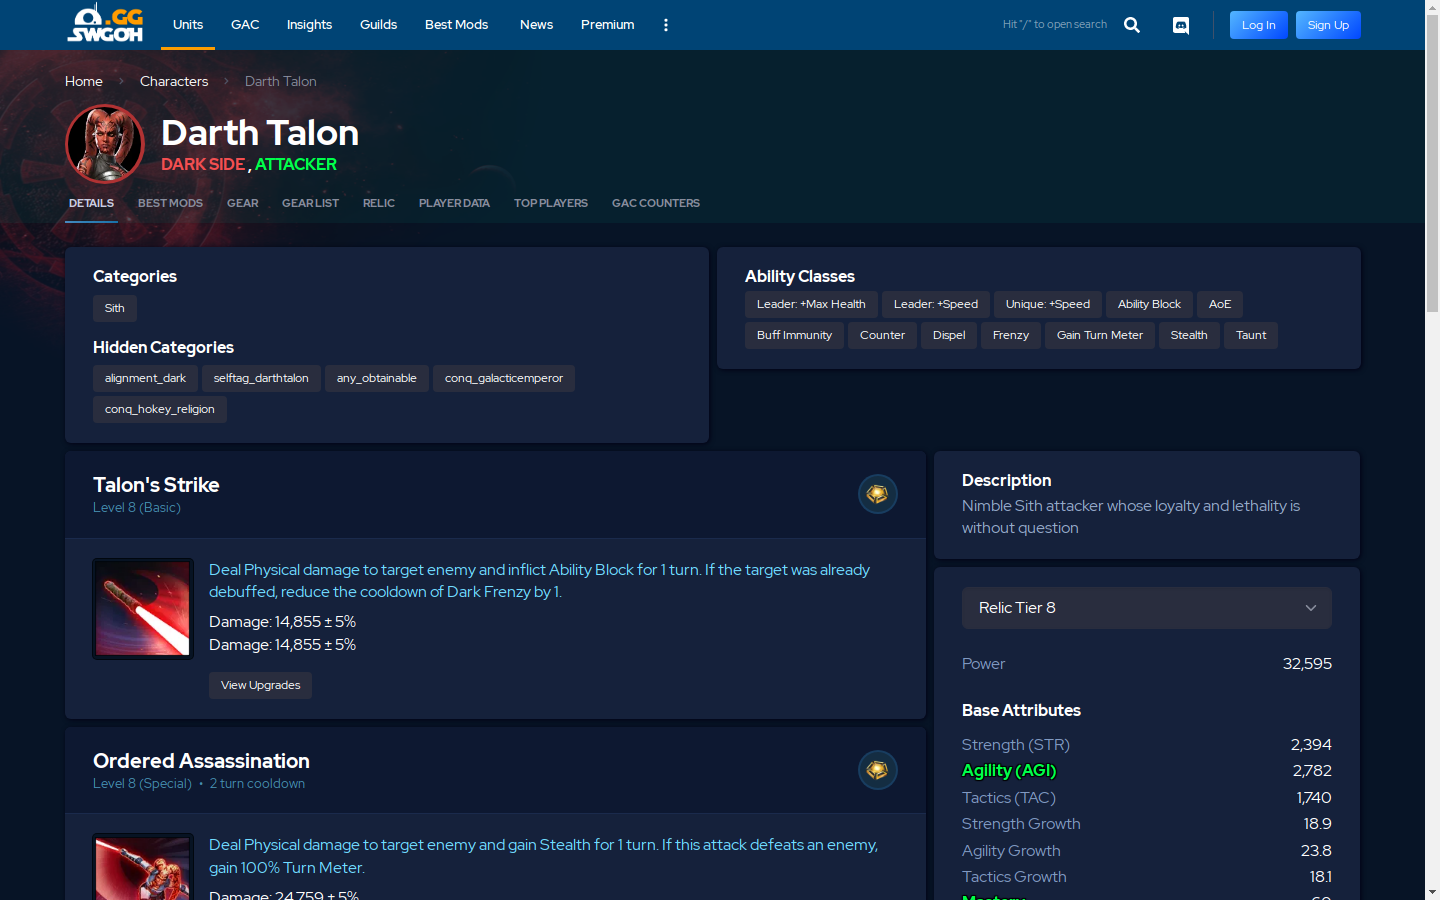 .GG
SWGOH
Units
GAC
Insights
Guilds
Best Mods
News
Premium
Hit "/" to open search
Log In
Sign Up
Home
Characters
Darth Talon
Darth Talon
DARK SIDE , ATTACKER
DETAILS
BEST MODS
GEAR
GEAR LIST
RELIC
PLAYER DATA
TOP PLAYERS
GAC COUNTERS
Categories
Sith
Hidden Categories
alignment_dark
selftag_darthtalon
any_obtainable
conq_galacticemperor
conq_hokey_religion
Ability Classes
Leader: +Max Health
Leader: +Speed
Unique: +Speed
Ability Block
AoE
Buff Immunity
Counter
Dispel
Frenzy
Gain Turn Meter
Stealth
Taunt
Talon's Strike
Level 8 (Basic)
Deal Physical damage to target enemy and inflict Ability Block for 1 turn. If the target was already
debuffed, reduce the cooldown of Dark Frenzy by 1.
Damage: 14,855 ± 5%
Damage: 14,855 ± 5%
View Upgrades
Ordered Assassination
Level 8 (Special) • 2 turn cooldown
Deal Physical damage to target enemy and gain Stealth for 1 turn. If this attack defeats an enemy,
gain 100% Turn Meter.
Damage: 24,759 ± 5%
Description
Nimble Sith attacker whose loyalty and lethality is
without question
Relic Tier 8
Power 32,595
Base Attributes
Strength (STR) 2,394
Agility (AGI) 2,782
Tactics (TAC) 1,740
Strength Growth 18.9
Agility Growth 23.8
Tactics Growth 18.1